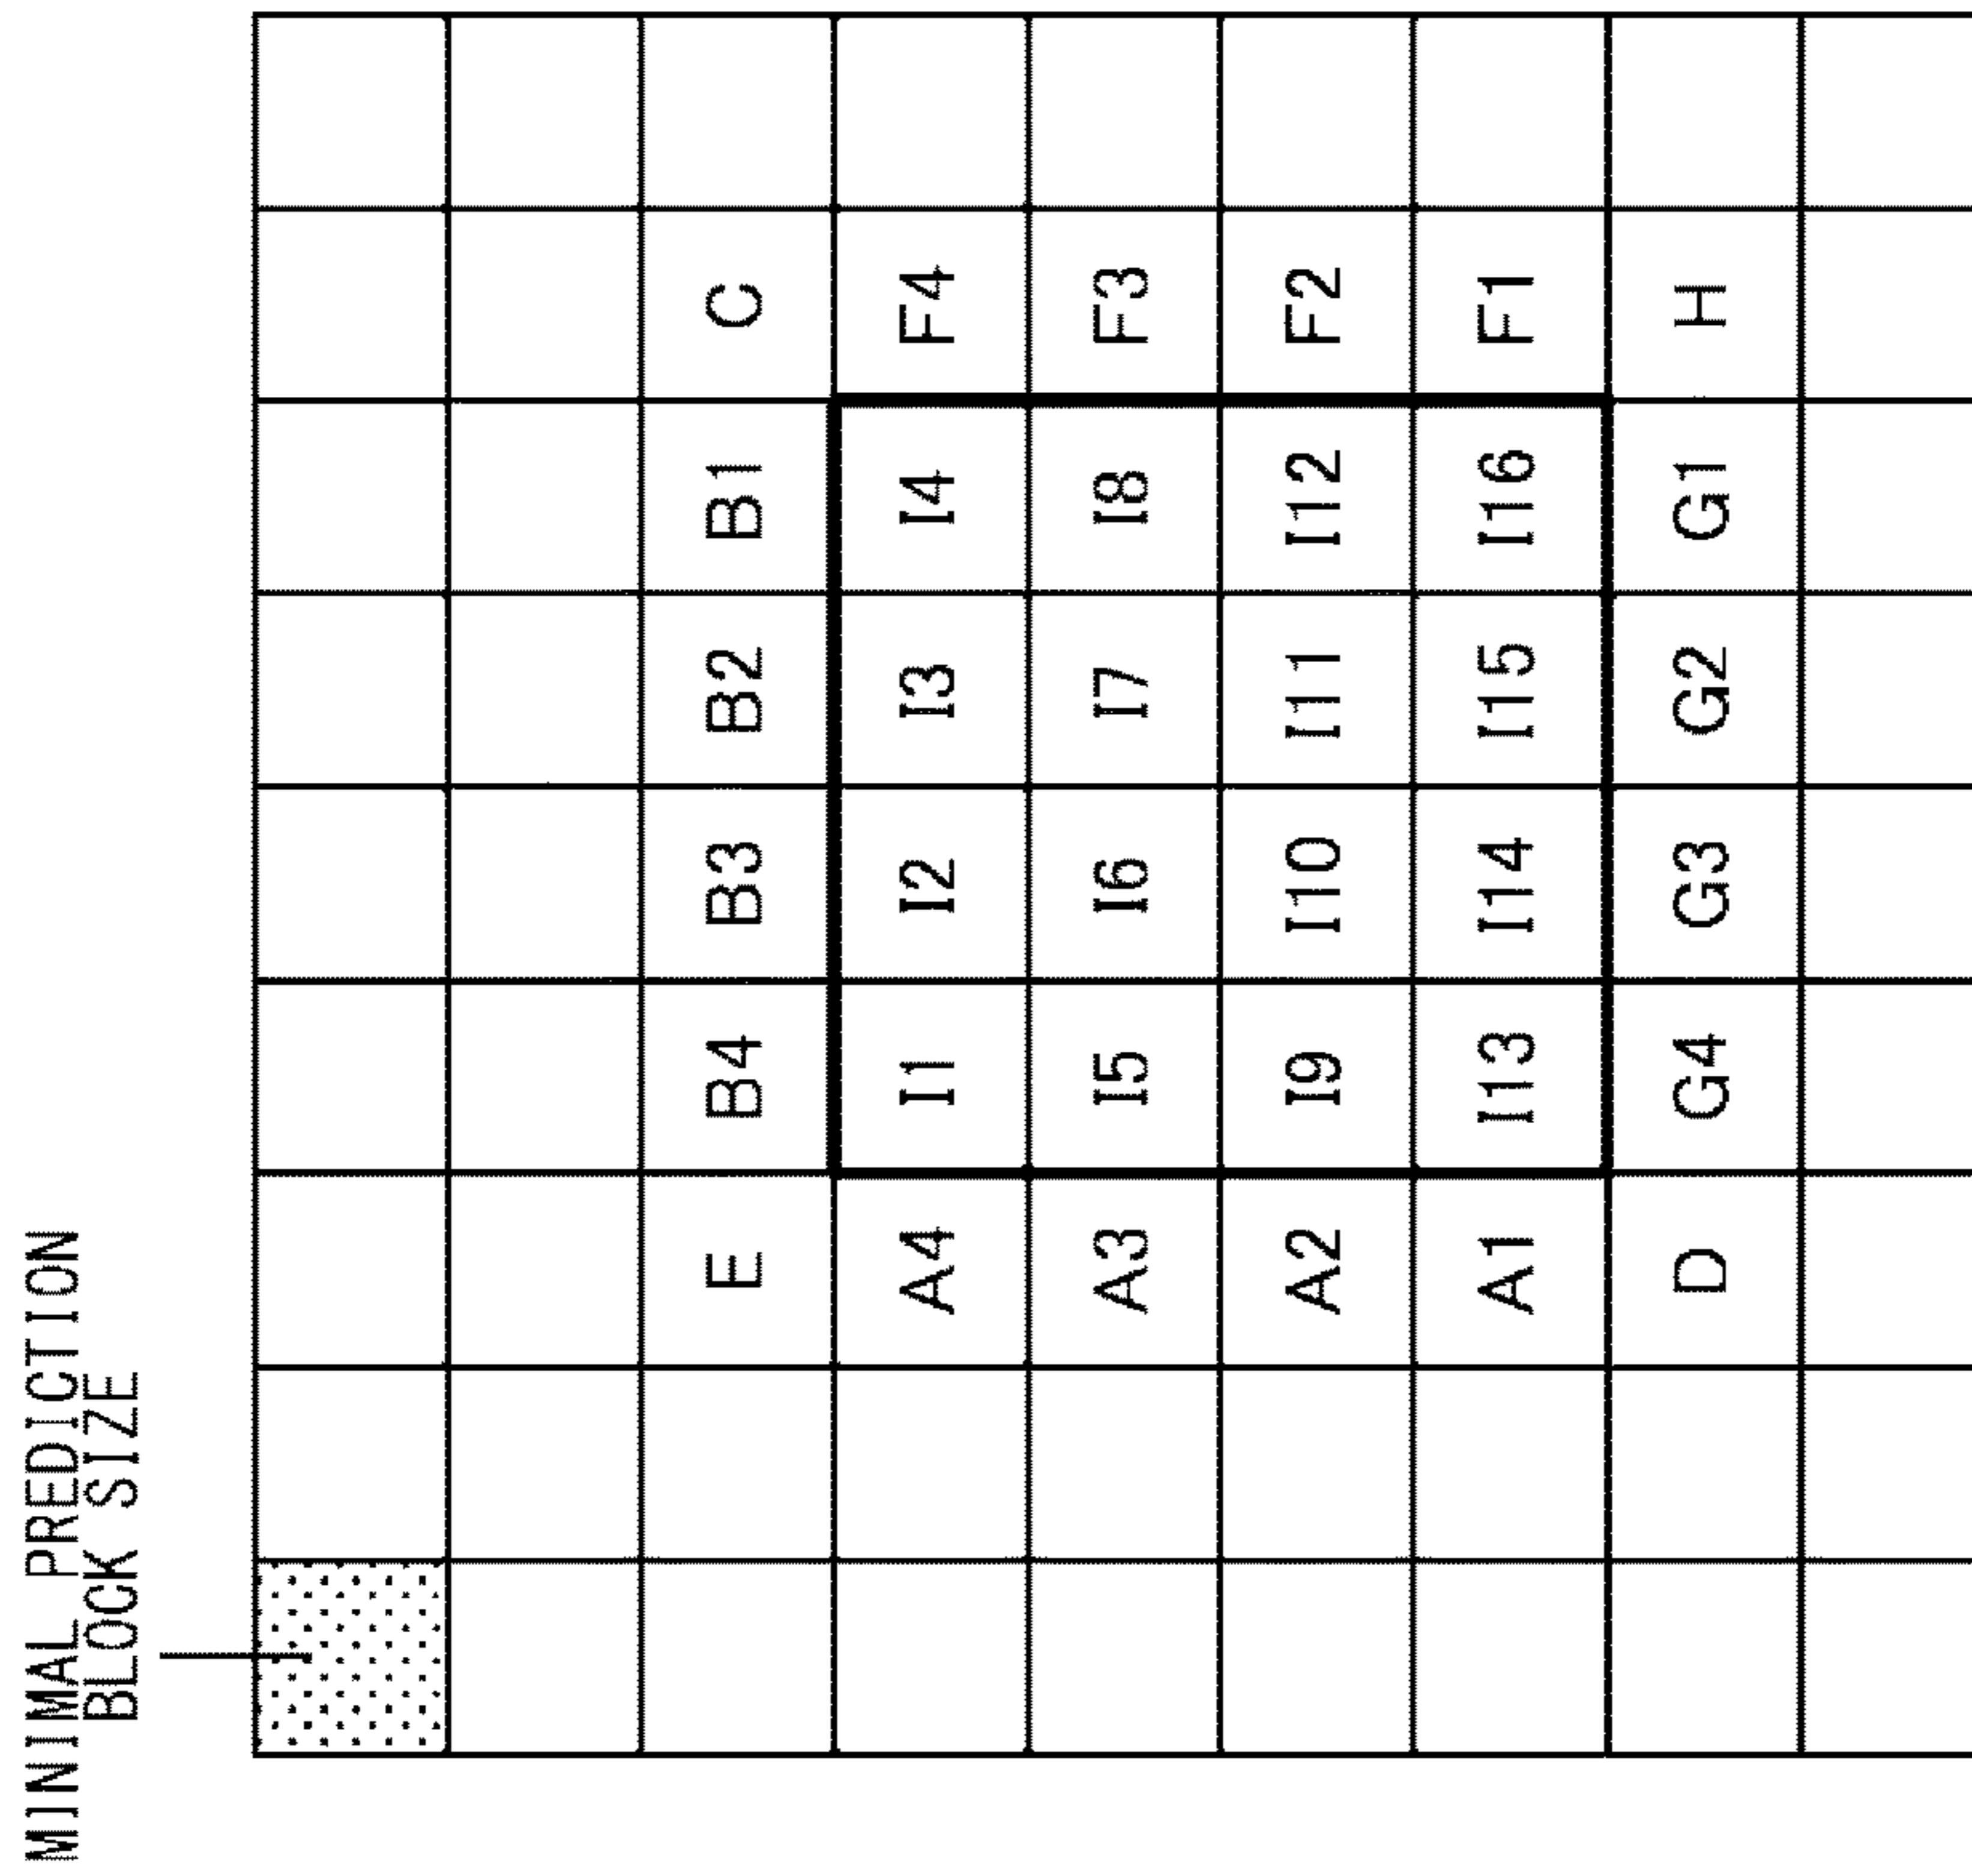 MINIMAL PREDICTION
BLOCK SIZE
E B4 B3 B2 B1 C
A4 I1 I2 I3 I4 F4
A3 I5 I6 I7 I8 F3
A2 I9 I10 I11 I12 F2
A1 I13 I14 I15 I16 F1
D G4 G3 G2 G1 H